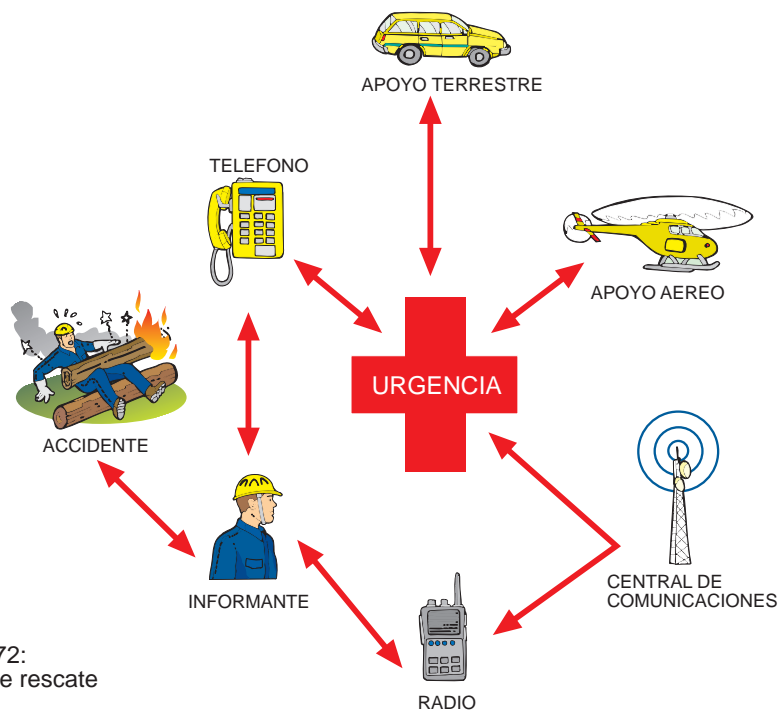 APOYO TERRESTRE
TELEFONO
APOYO AEREO
URGENCIA
ACCIDENTE
INFORMANTE
CENTRAL DE
COMUNICACIONES
RADIO
72:
e rescate